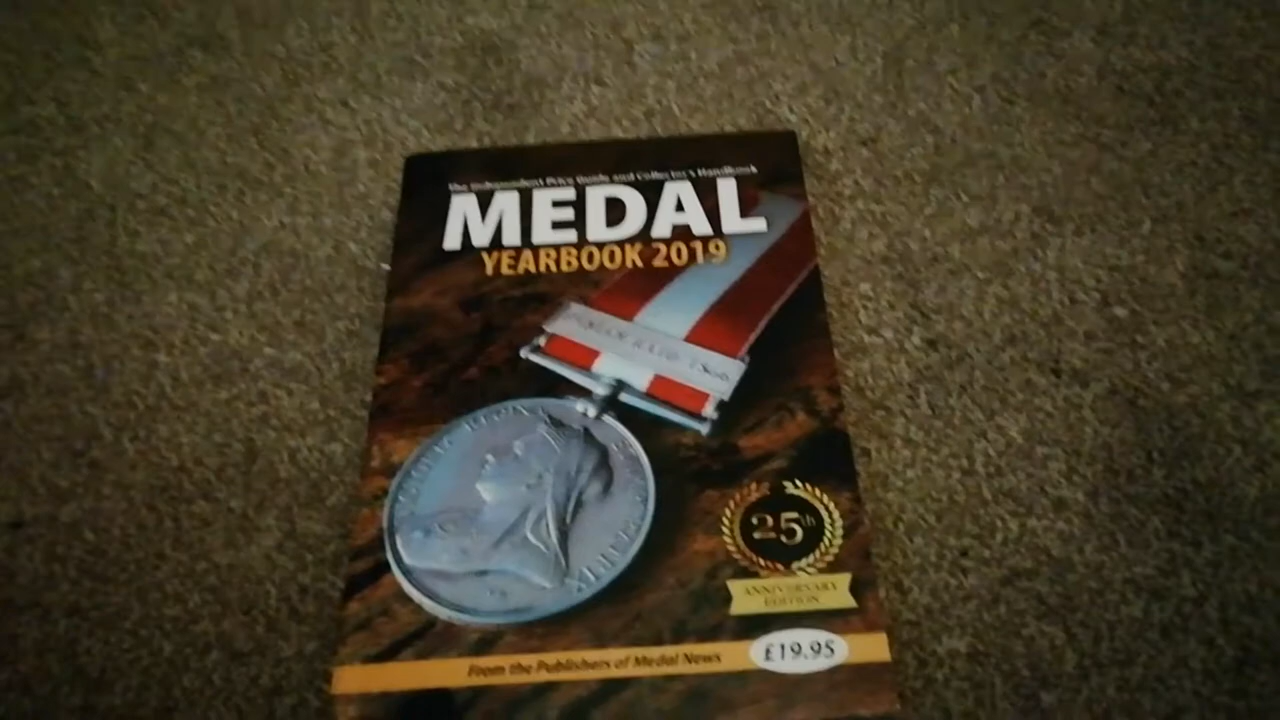 The Independent Price Guide and Collector's Handbook
MEDAL
YEARBOOK 2019
25th
ANNIVERSARY
EDITION
From the Publishers of Medal News
£19.95